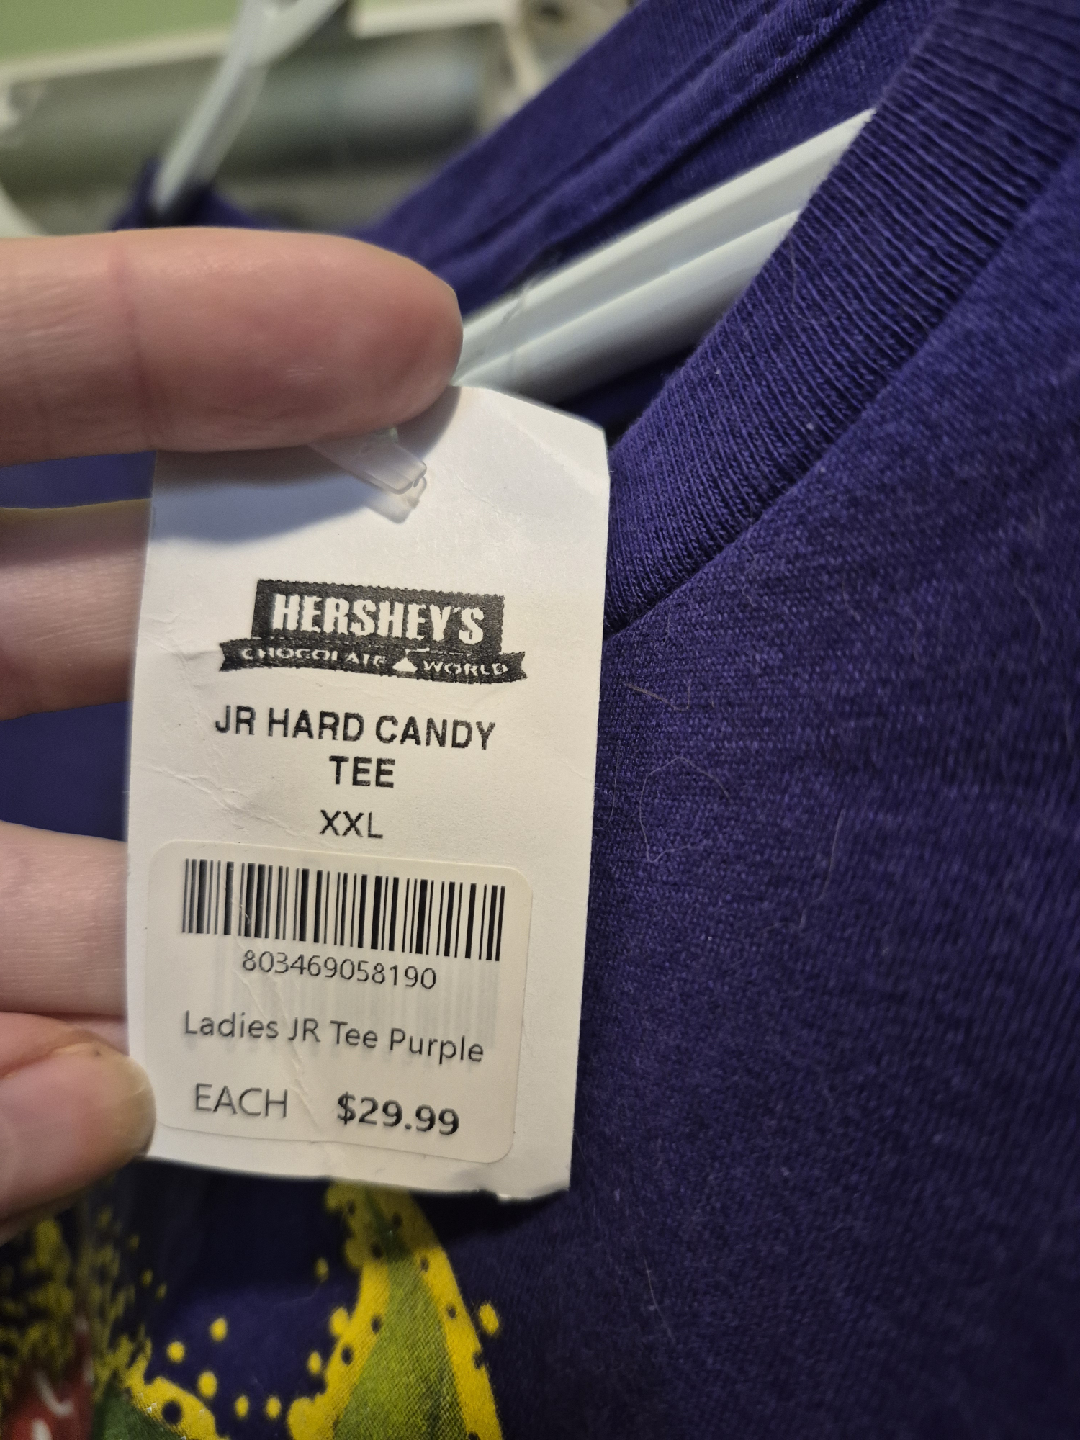 HERSHEY'S
CHOCOLATE WORLD
JR HARD CANDY
TEE
XXL
803469058190
Ladies JR Tee Purple
EACH $29.99